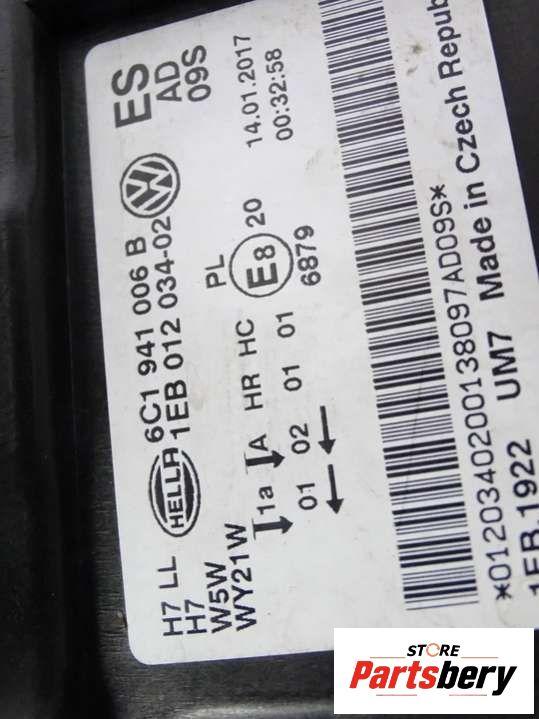 H7 LL HELLA 6C1 941 006 B VW ES
H7 1EB 012 034-02 AD
W5W 09S
WY21W PL
1a A HR HC E8 20 14.01.2017
01 02 01 01 6879 00:32:58
*0120340200138097AD09S*
1EB.1922 UM7 Made in Czech Repub
STORE
Partsbery